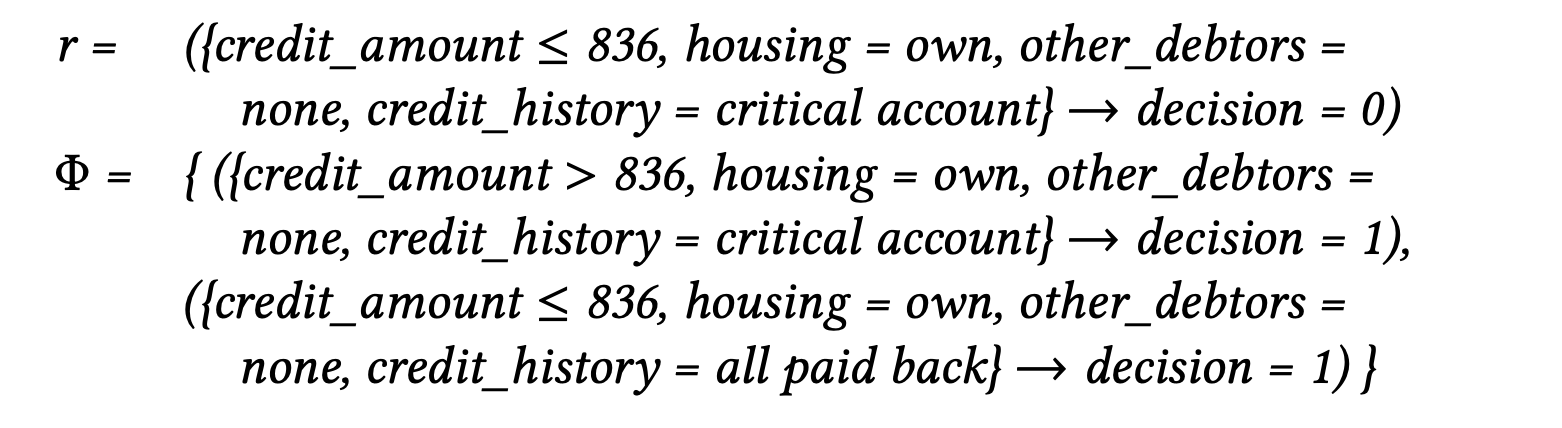 r = ({credit_amount ≤ 836, housing = own, other_debtors =
none, credit_history = critical account} → decision = 0)
Φ = { ({credit_amount > 836, housing = own, other_debtors =
none, credit_history = critical account} → decision = 1),
({credit_amount ≤ 836, housing = own, other_debtors =
none, credit_history = all paid back} → decision = 1) }